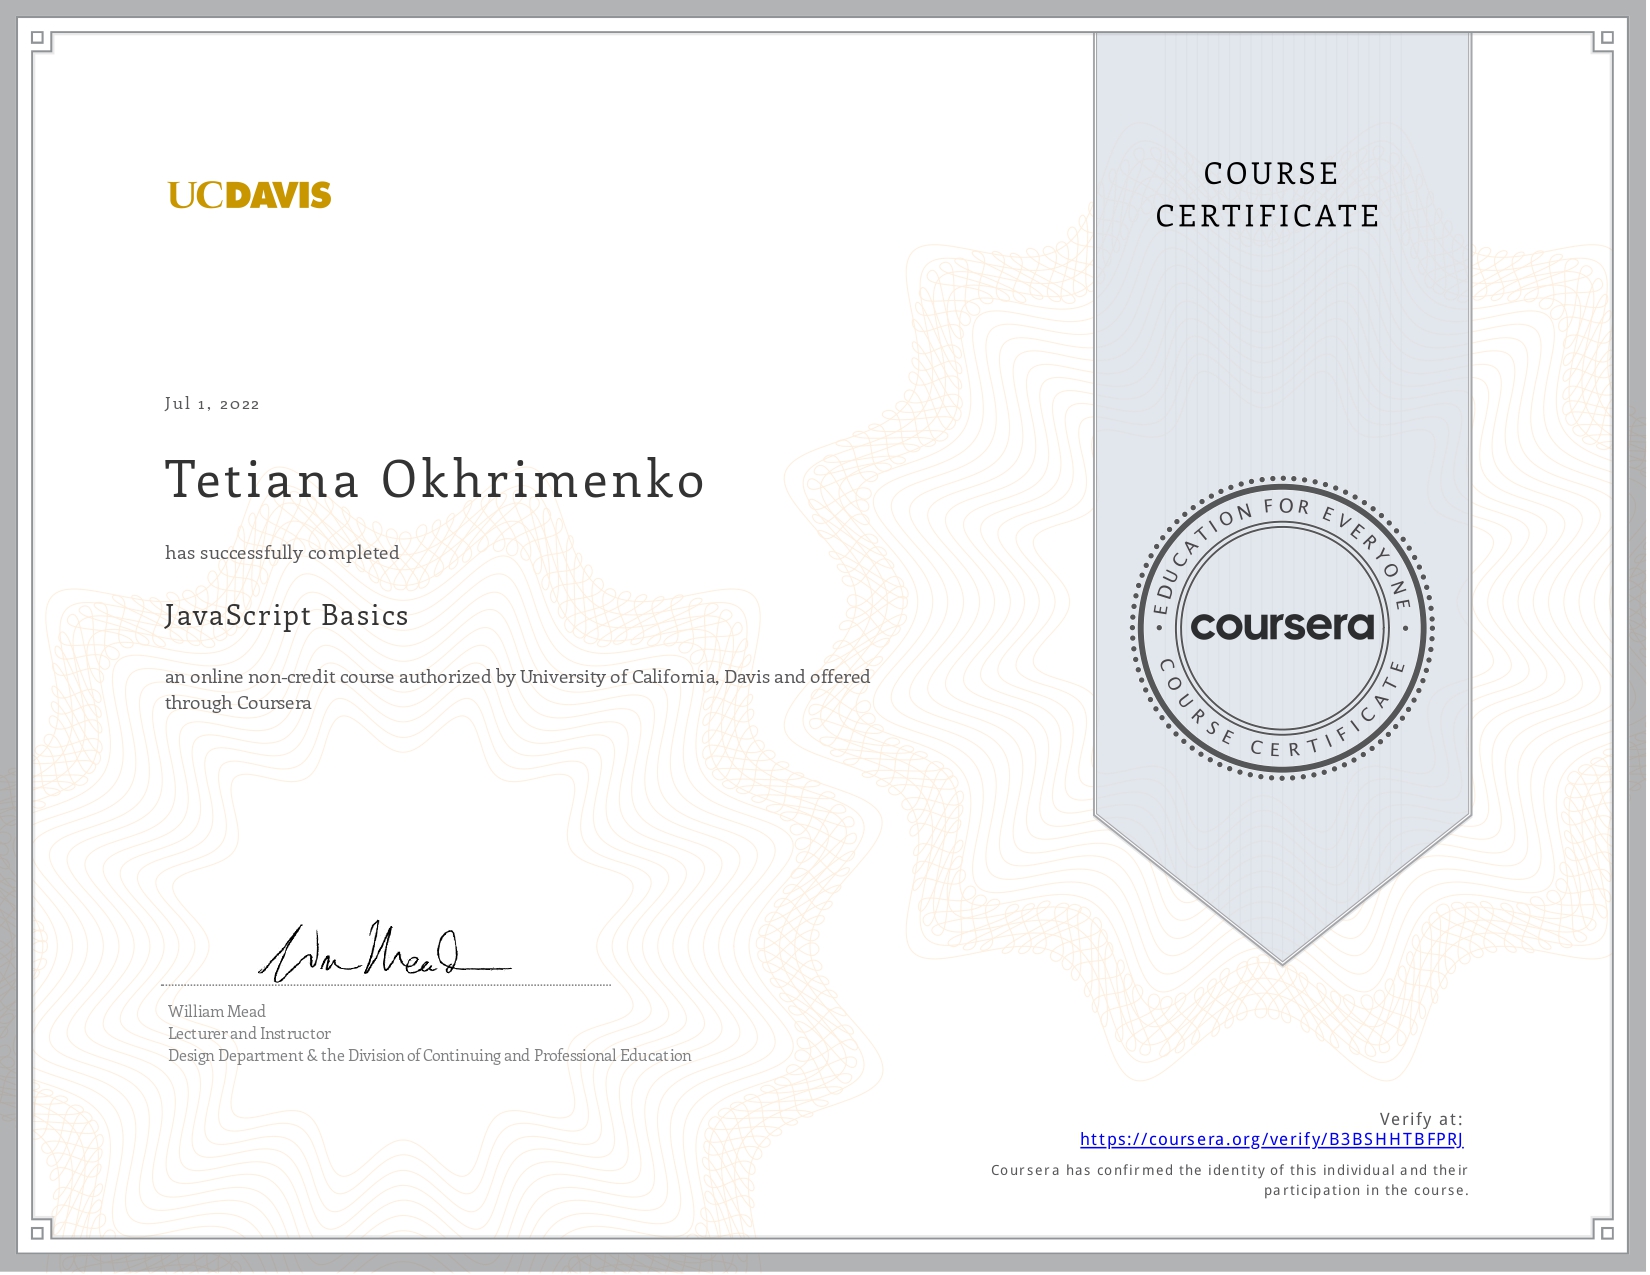 UCDAVIS
COURSE
CERTIFICATE
Jul 1, 2022
Tetiana Okhrimenko
has successfully completed
JavaScript Basics
an online non-credit course authorized by University of California, Davis and offered
through Coursera
EDUCATION FOR EVERYONE
coursera
COURSE CERTIFICATE
William Mead
Lecturer and Instructor
Design Department & the Division of Continuing and Professional Education
Verify at:
https://coursera.org/verify/B3BSHHTBFPRJ
Coursera has confirmed the identity of this individual and their
participation in the course.